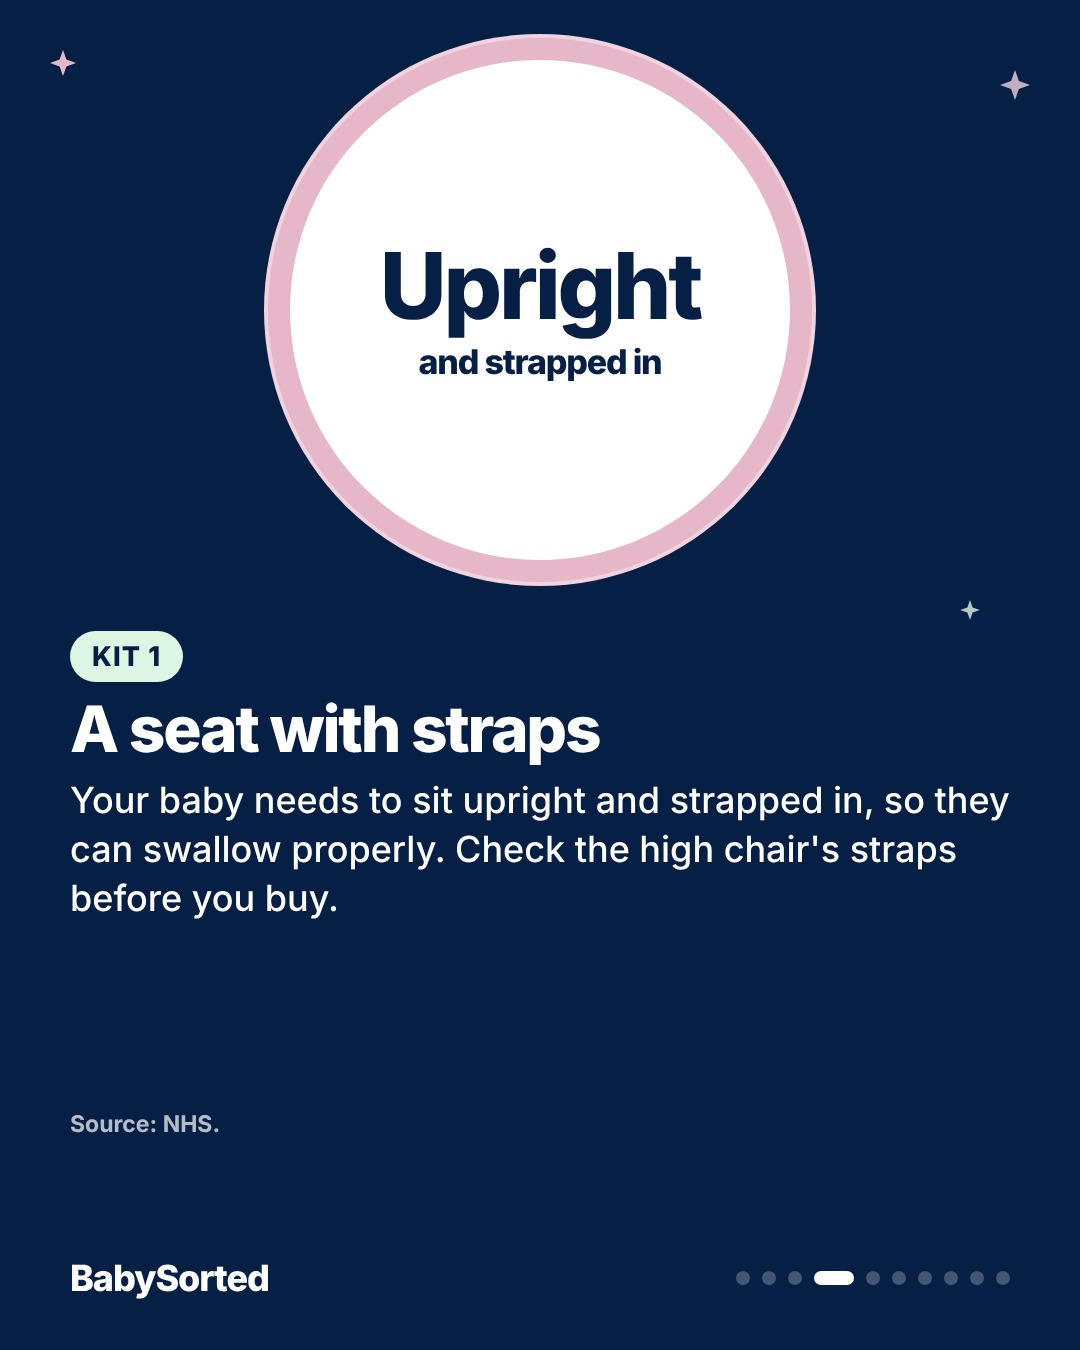 Upright
and strapped in
KIT 1
A seat with straps
Your baby needs to sit upright and strapped in, so they
can swallow properly. Check the high chair's straps
before you buy.
Source: NHS.
BabySorted